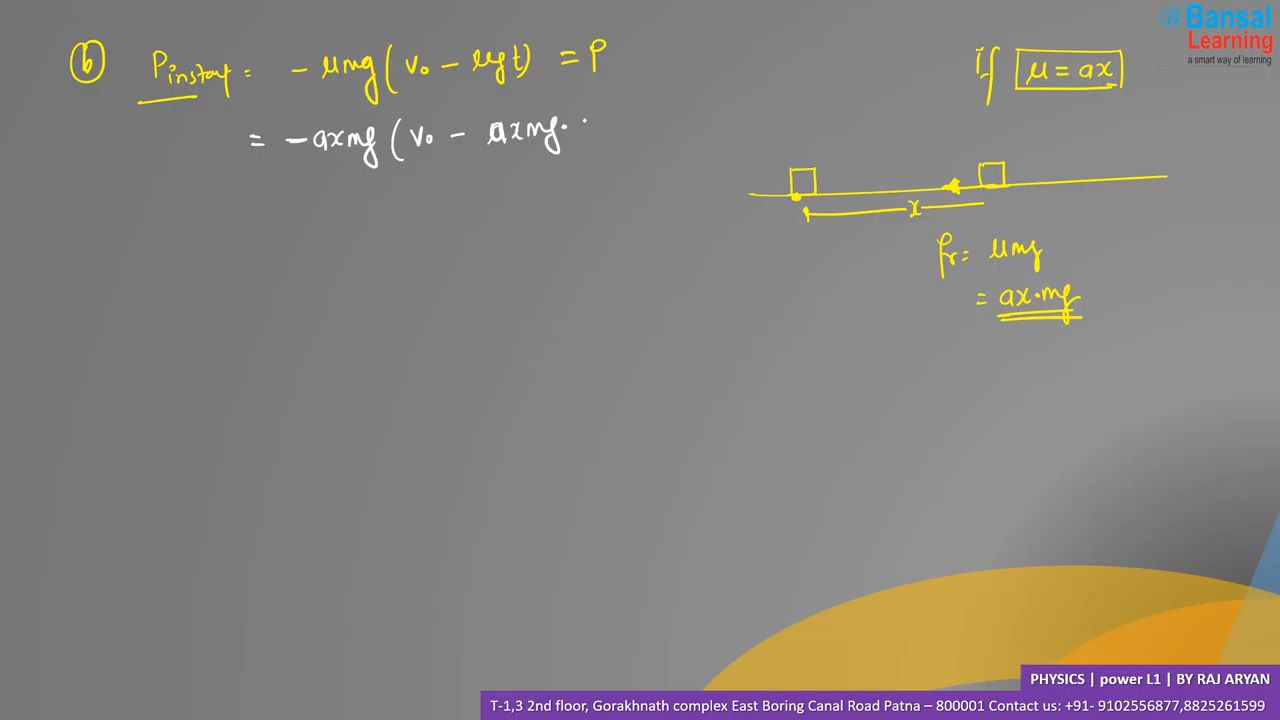 (b) Pinstant = - μmg (v₀ - μgt) = P
= - axmg (v₀ - axmg.
If μ = ax
x
fr = μmg
= ax.mg
Bansal
Learning
a smart way of learning
PHYSICS | power L1 | BY RAJ ARYAN
T-1,3 2nd floor, Gorakhnath complex East Boring Canal Road Patna – 800001 Contact us: +91- 9102556877,8825261599